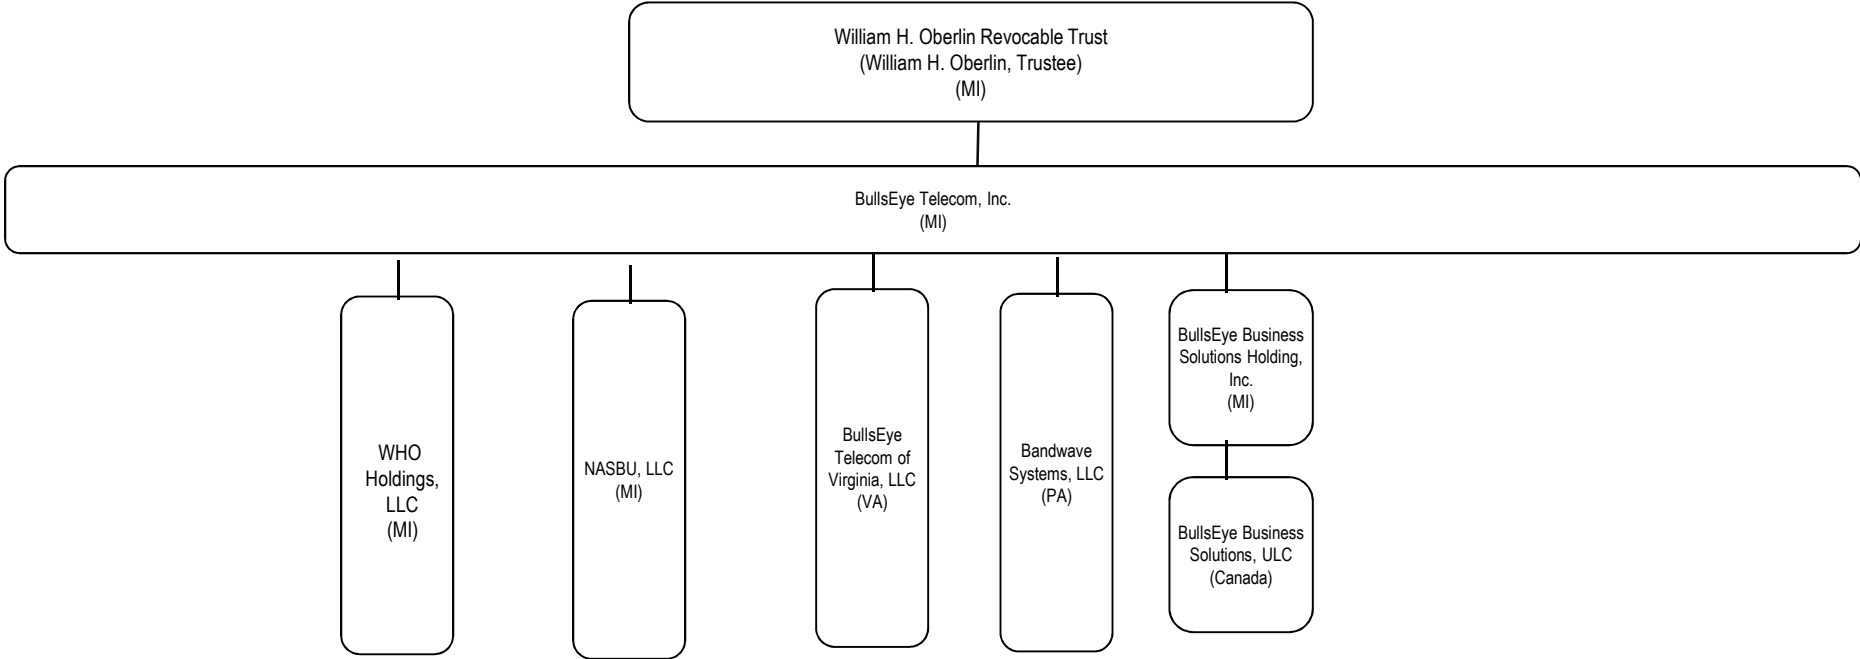 William H. Oberlin Revocable Trust
(William H. Oberlin, Trustee)
(MI)
BullsEye Telecom, Inc.
(MI)
WHO
Holdings,
LLC
(MI)
NASBU, LLC
(MI)
BullsEye
Telecom of
Virginia, LLC
(VA)
Bandwave
Systems, LLC
(PA)
BullsEye Business
Solutions Holding,
Inc.
(MI)
BullsEye Business
Solutions, ULC
(Canada)